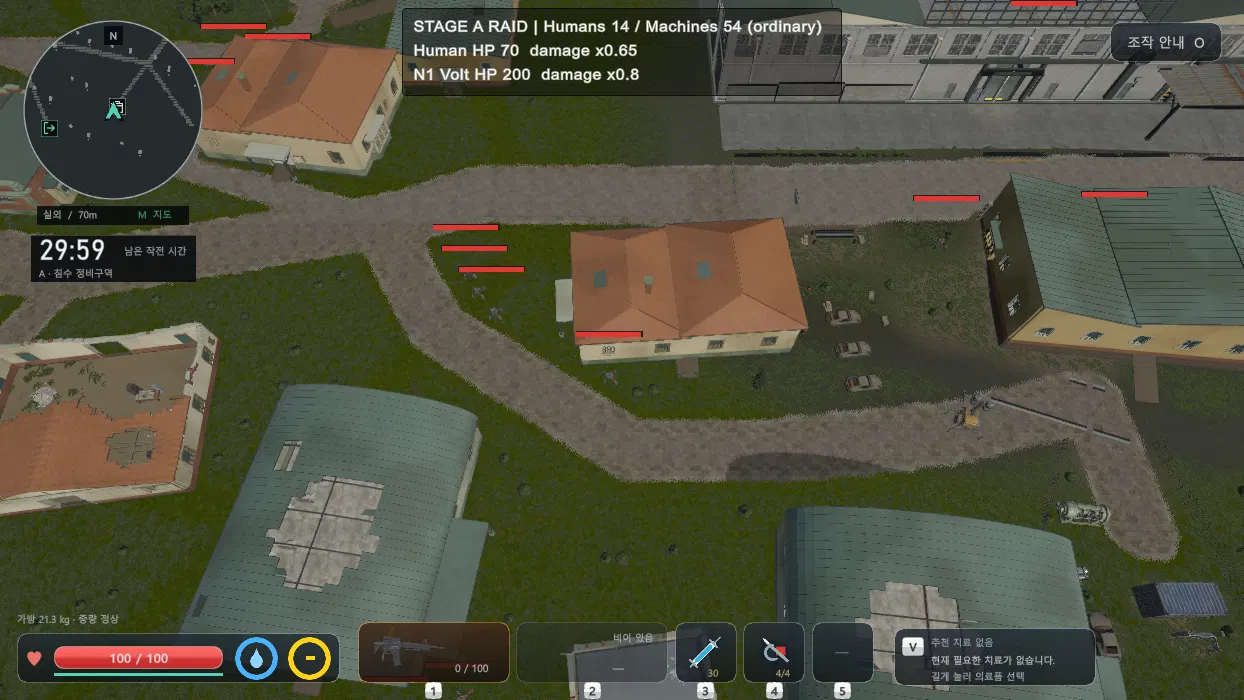 STAGE A RAID | Humans 14 / Machines 54 (ordinary)
Human HP 70 damage x0.65
N1 Volt HP 200 damage x0.8
조작 안내 O
N
실외 / 70m M 지도
29:59 남은 작전 시간
A · 침수 정비구역
가방 21.3 kg · 중량 정상
100 / 100
0 / 100
1
비어 있음
—
2
30
3
4/4
4
—
5
V 추천 치료 없음
현재 필요한 치료가 없습니다.
길게 눌러 의료품 선택